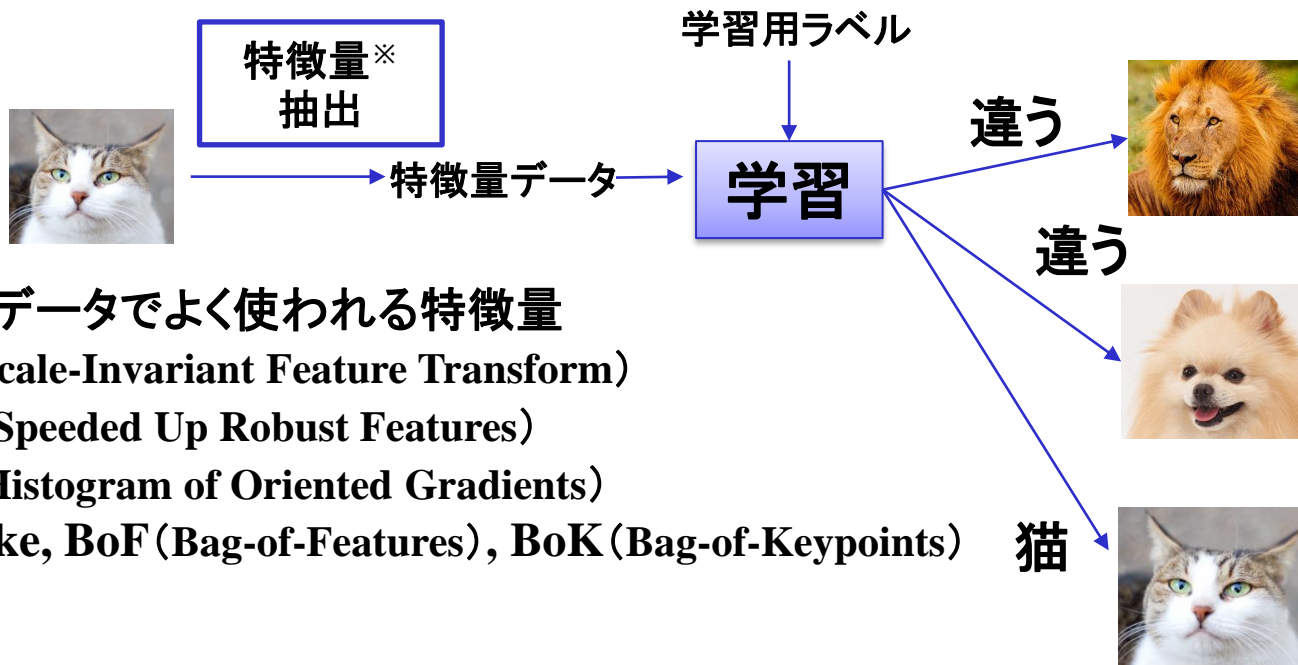 特徴量※
抽出
学習用ラベル
特徴量データ
学習
違う
違う
猫
データでよく使われる特徴量
cale-Invariant Feature Transform）
Speeded Up Robust Features）
Histogram of Oriented Gradients）
ke, BoF（Bag-of-Features）, BoK（Bag-of-Keypoints）